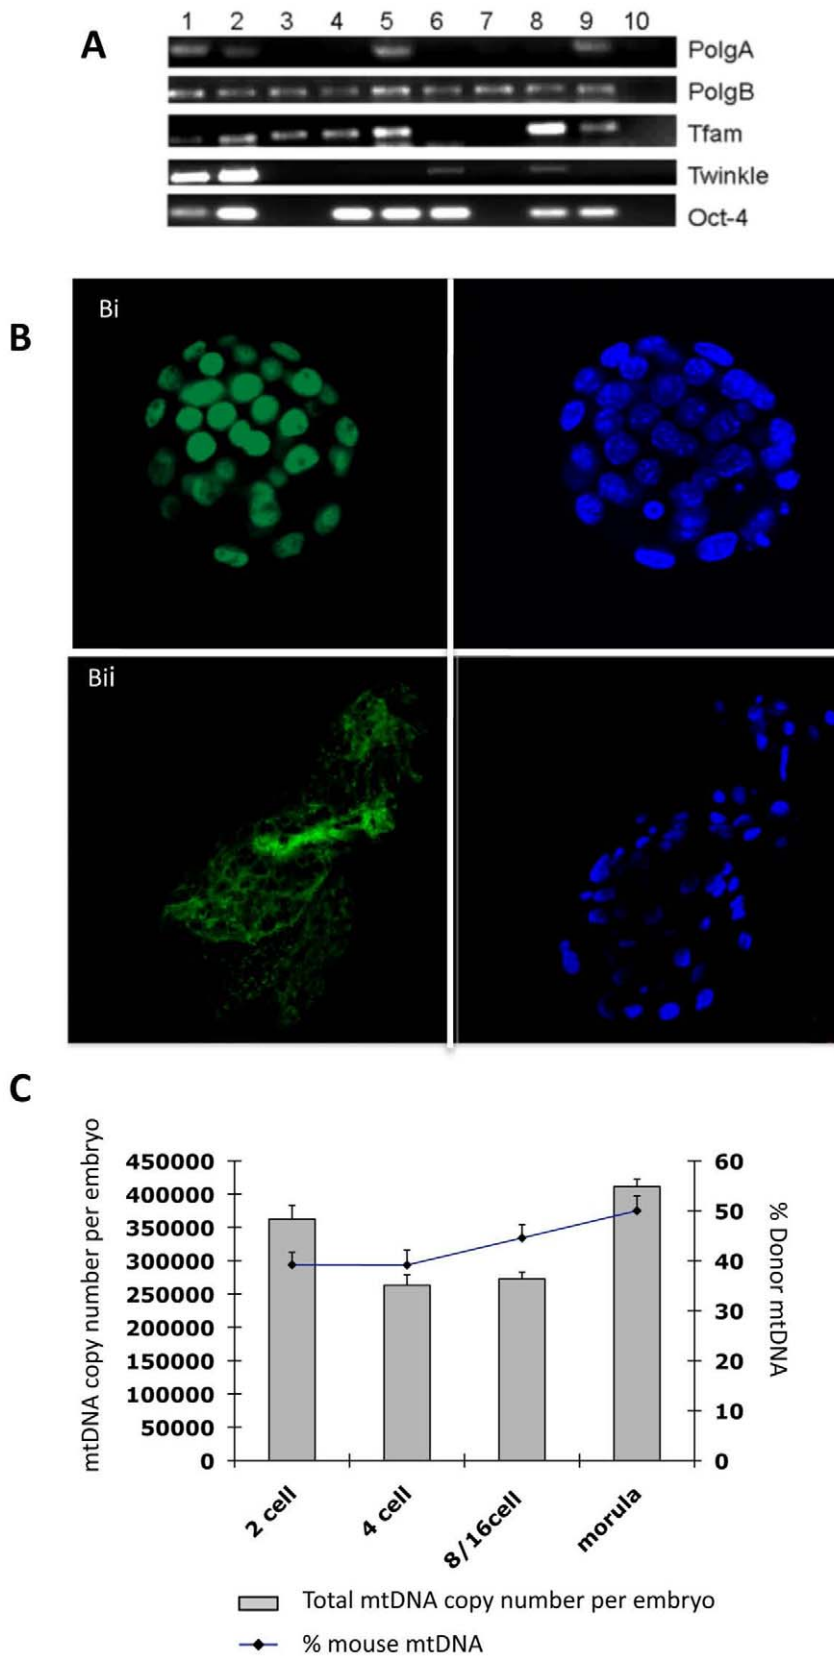 A
1 2 3 4 5 6 7 8 9 10
PolgA
PolgB
Tfam
Twinkle
Oct-4
B
Bi
Bii
C
mtDNA copy number per embryo
450000
400000
350000
300000
250000
200000
150000
100000
50000
0
60
50
40
30
20
10
0
% Donor mtDNA
2 cell
4 cell
8/16cell
morula
Total mtDNA copy number per embryo
% mouse mtDNA